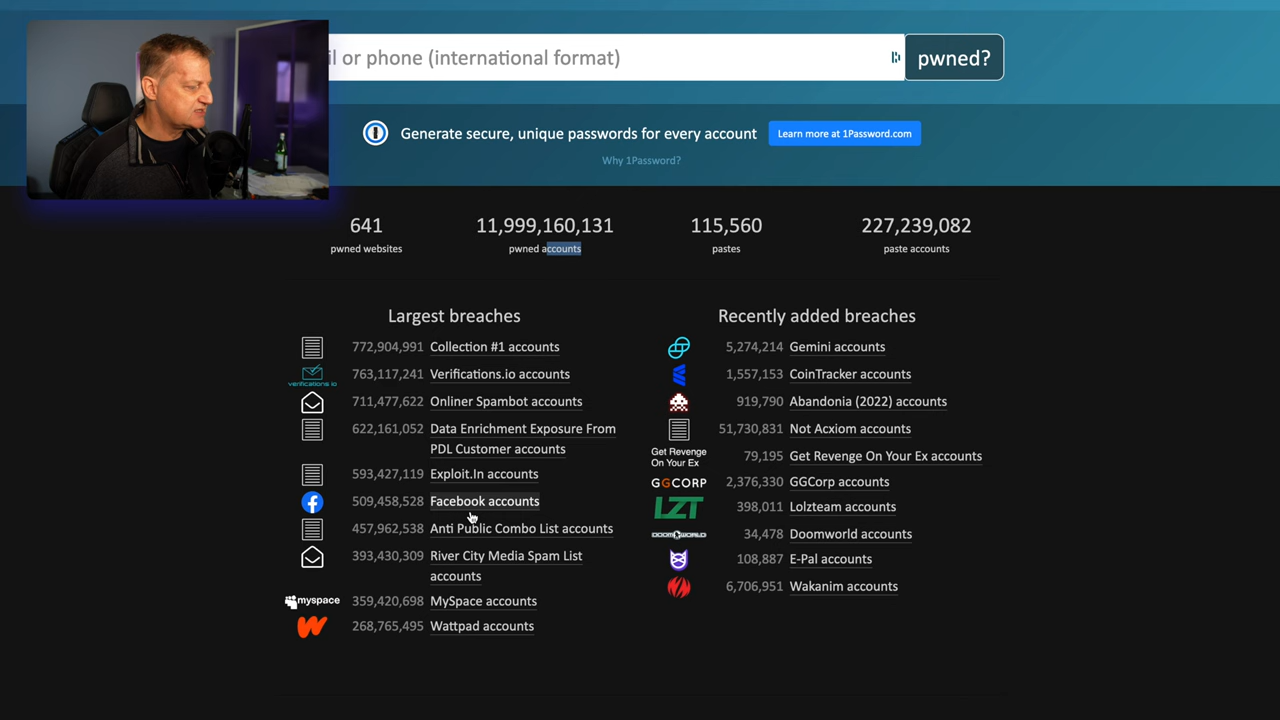 il or phone (international format)
pwned?
Generate secure, unique passwords for every account
Learn more at 1Password.com
Why 1Password?
641
pwned websites
11,999,160,131
pwned accounts
115,560
pastes
227,239,082
paste accounts
Largest breaches
772,904,991 Collection #1 accounts
verifications.io
763,117,241 Verifications.io accounts
711,477,622 Onliner Spambot accounts
622,161,052 Data Enrichment Exposure From
PDL Customer accounts
593,427,119 Exploit.In accounts
509,458,528 Facebook accounts
457,962,538 Anti Public Combo List accounts
393,430,309 River City Media Spam List
accounts
myspace 359,420,698 MySpace accounts
268,765,495 Wattpad accounts
Recently added breaches
5,274,214 Gemini accounts
1,557,153 CoinTracker accounts
919,790 Abandonia (2022) accounts
51,730,831 Not Acxiom accounts
Get Revenge
On Your Ex
79,195 Get Revenge On Your Ex accounts
GGCORP 2,376,330 GGCorp accounts
LZT 398,011 Lolzteam accounts
DOOMWORLD 34,478 Doomworld accounts
108,887 E-Pal accounts
6,706,951 Wakanim accounts